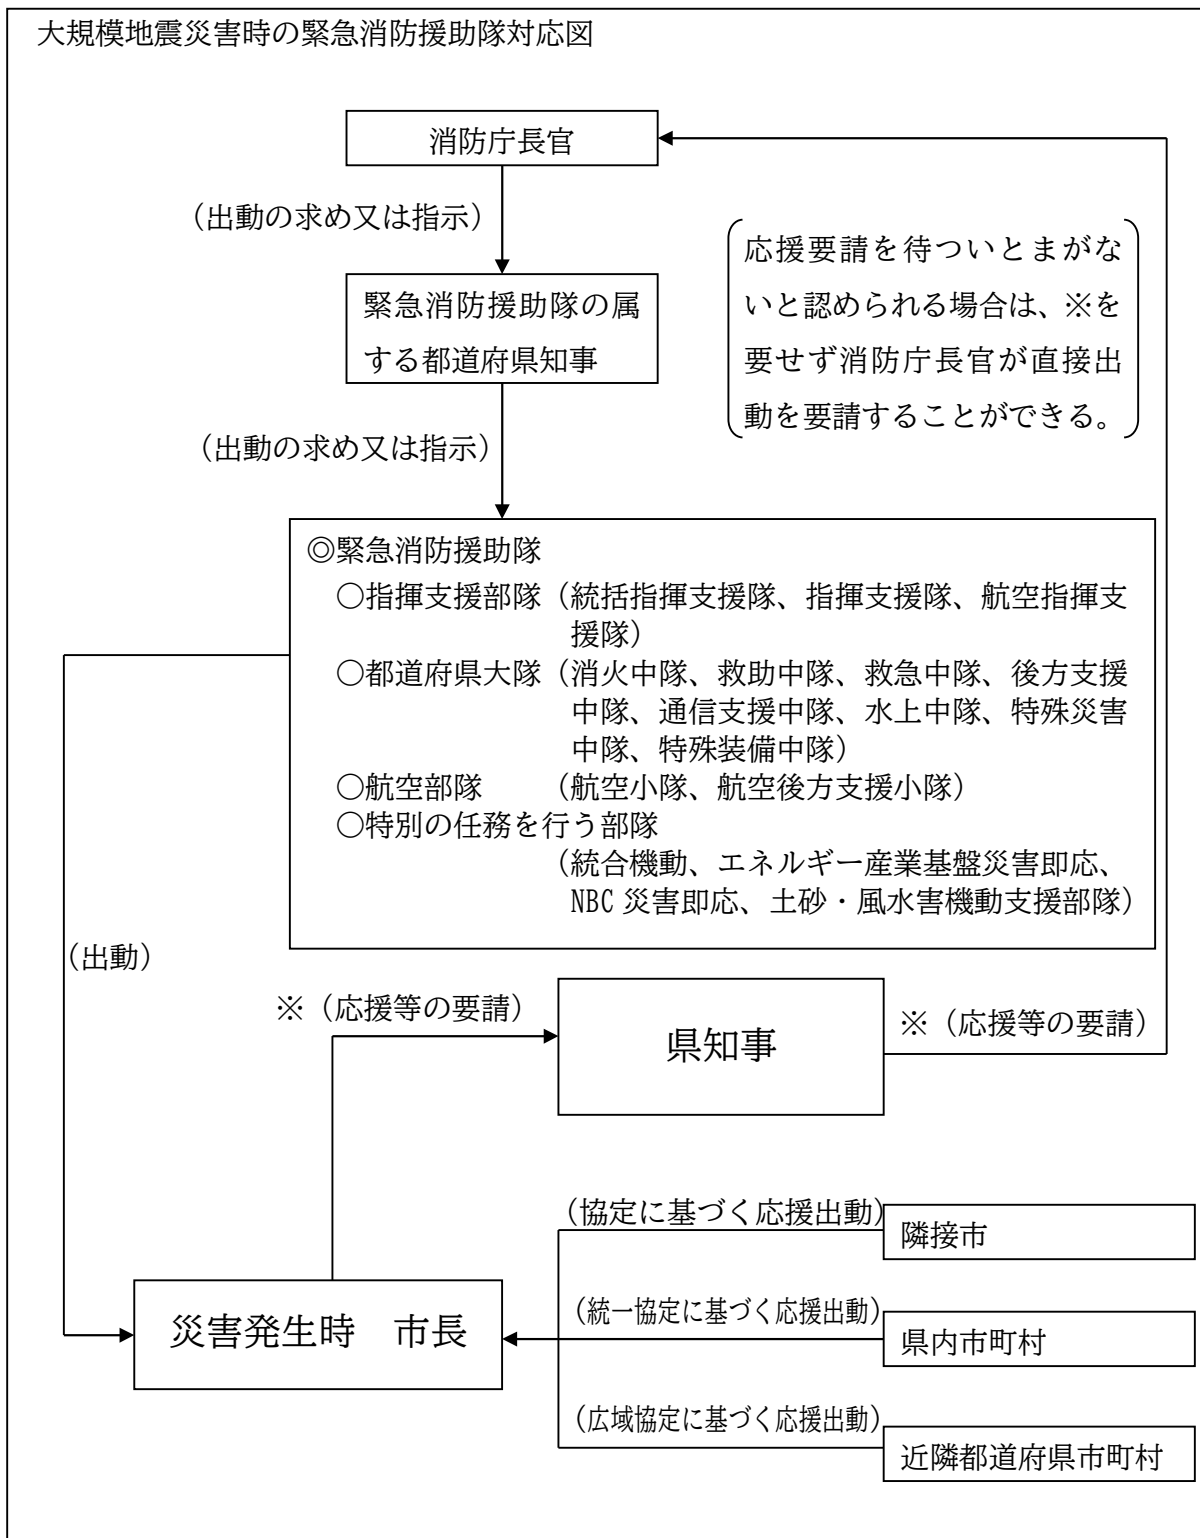 大規模地震災害時の緊急消防援助隊対応図
消防庁長官
（出動の求め又は指示）
応援要請を待ついとまがな
いと認められる場合は、※を
要せず消防庁長官が直接出
動を要請することができる。
緊急消防援助隊の属
する都道府県知事
（出動の求め又は指示）
◎緊急消防援助隊
○指揮支援部隊（統括指揮支援隊、指揮支援隊、航空指揮支
援隊）
○都道府県大隊（消火中隊、救助中隊、救急中隊、後方支援
中隊、通信支援中隊、水上中隊、特殊災害
中隊、特殊装備中隊）
○航空部隊　　（航空小隊、航空後方支援小隊）
○特別の任務を行う部隊
（統合機動、エネルギー産業基盤災害即応、
NBC 災害即応、土砂・風水害機動支援部隊）
（出動）
※（応援等の要請）
県知事
※（応援等の要請）
（協定に基づく応援出動）
隣接市
災害発生時　市長
（統一協定に基づく応援出動）
県内市町村
（広域協定に基づく応援出動）
近隣都道府県市町村